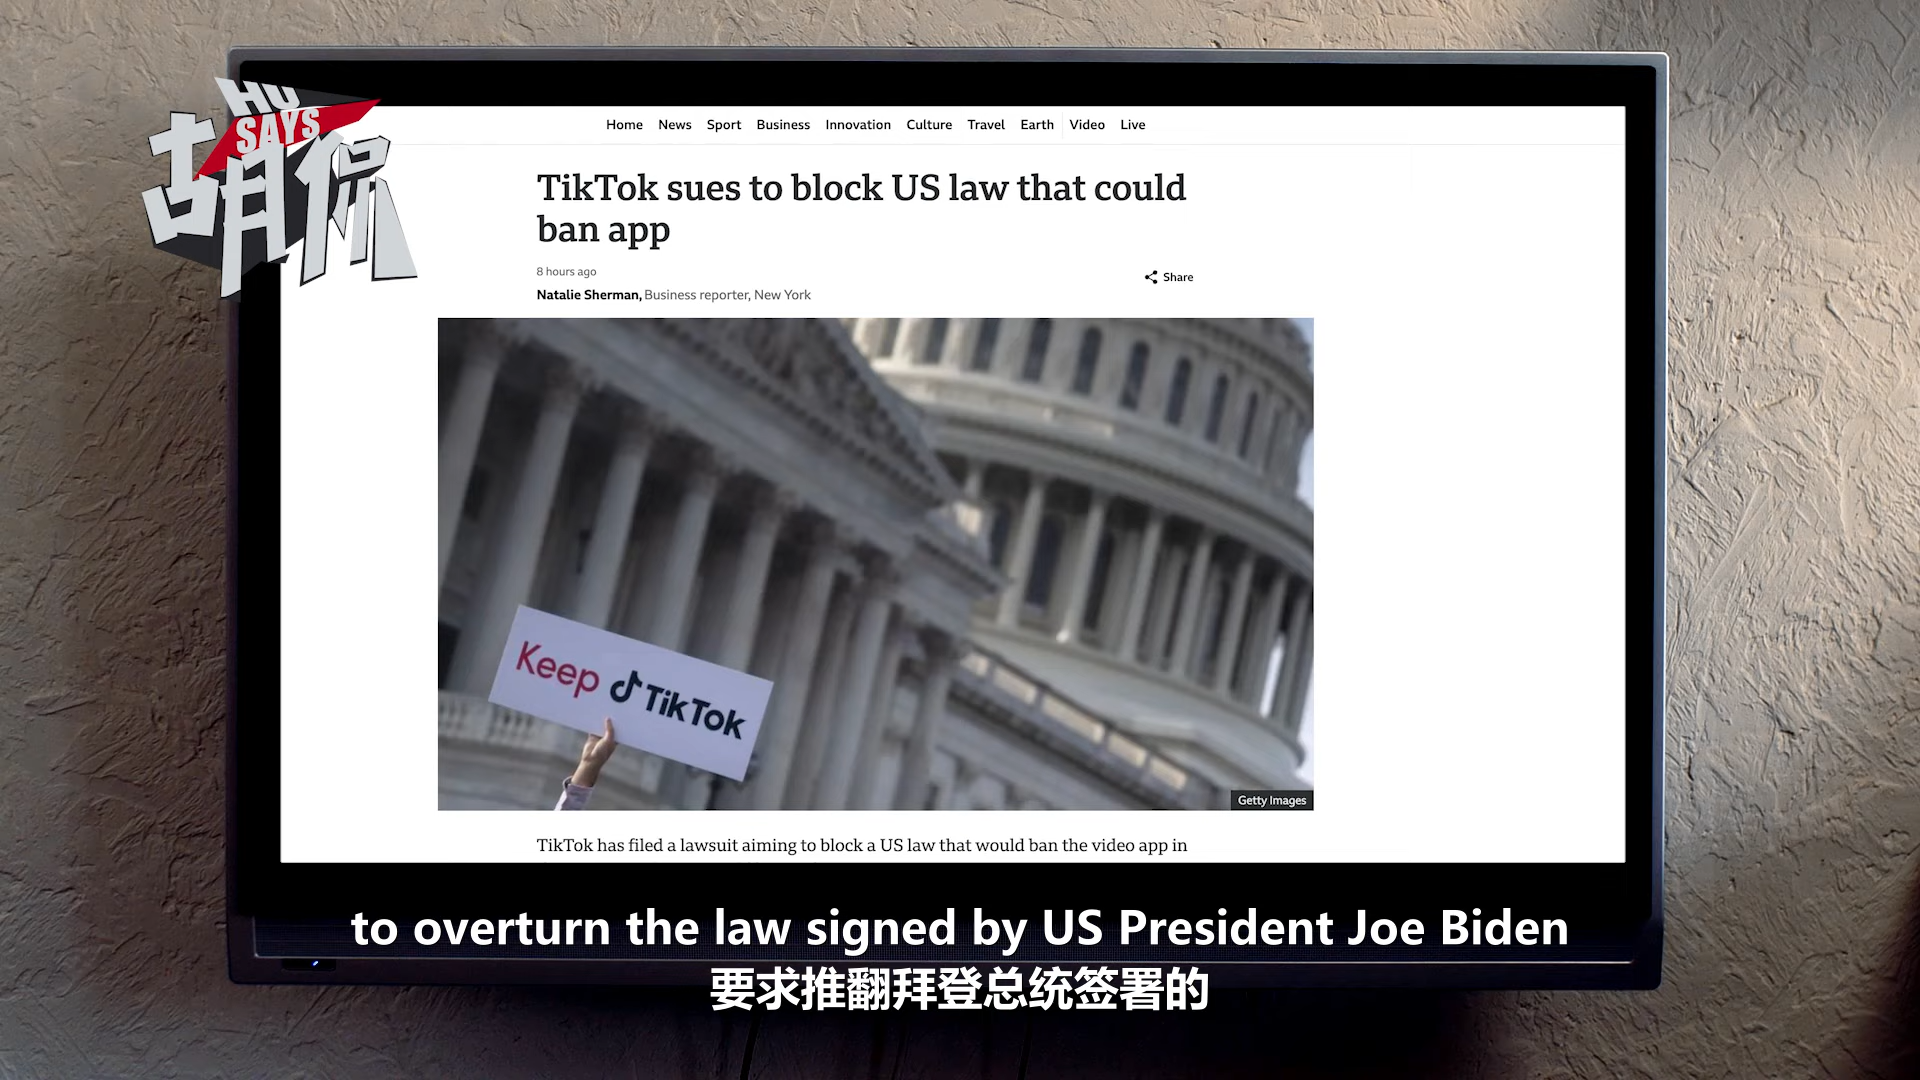 HU
SAYS
胡侃
Home News Sport Business Innovation Culture Travel Earth Video Live
TikTok sues to block US law that could
ban app
8 hours ago
Share
Natalie Sherman, Business reporter, New York
Keep TikTok
Getty Images
TikTok has filed a lawsuit aiming to block a US law that would ban the video app in
to overturn the law signed by US President Joe Biden
要求推翻拜登总统签署的